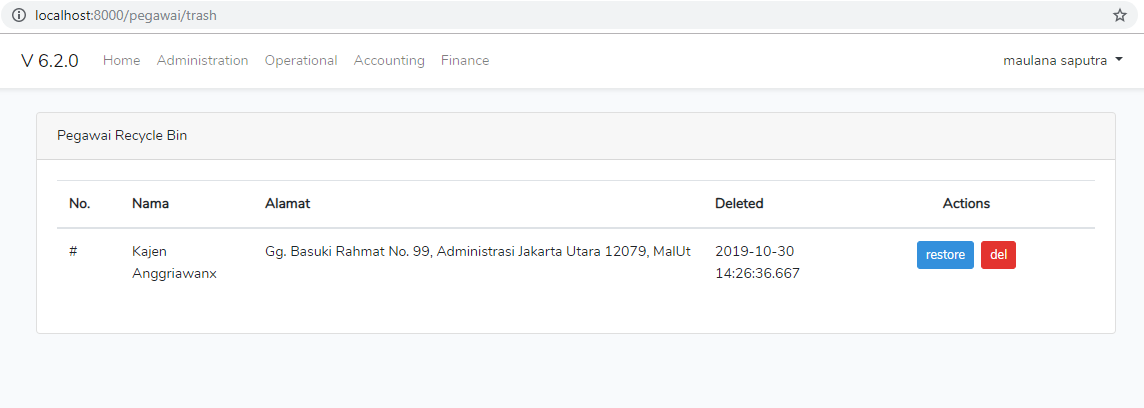 localhost:8000/pegawai/trash
V 6.2.0 Home Administration Operational Accounting Finance maulana saputra
Pegawai Recycle Bin
No. Nama Alamat Deleted Actions
# Kajen Gg. Basuki Rahmat No. 99, Administrasi Jakarta Utara 12079, MalUt 2019-10-30 restore del
Anggriawanx 14:26:36.667